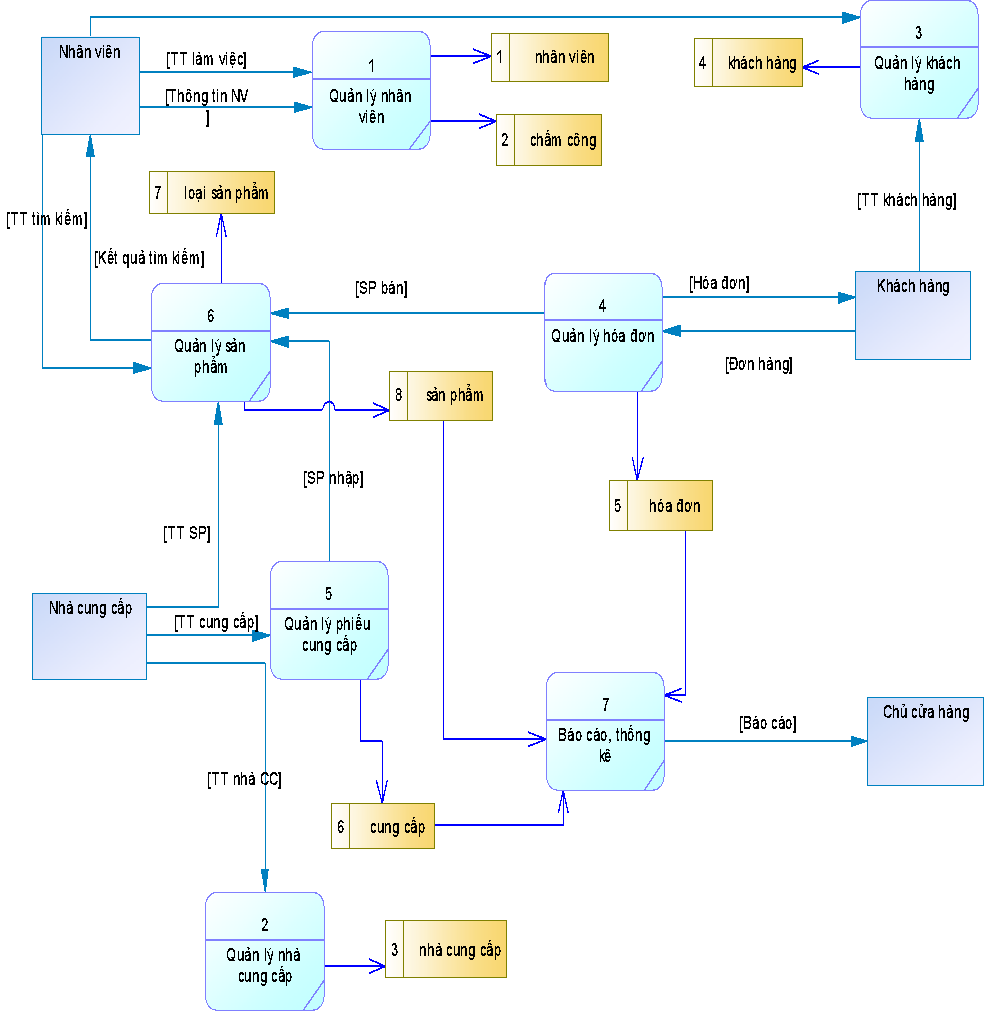 Nhân viên
[TT làm việc]
[Thông tin NV
]
1
Quản lý nhân
viên
1 nhân viên
2 chấm công
3
Quản lý khách
hàng
4 khách hàng
7 loại sản phẩm
[TT tìm kiếm]
[Kết quả tìm kiếm]
[TT khách hàng]
6
Quản lý sản
phẩm
[SP bán]
4
Quản lý hóa đơn
[Hóa đơn]
[Đơn hàng]
Khách hàng
8 sản phẩm
[SP nhập]
5 hóa đơn
[TT SP]
Nhà cung cấp
[TT cung cấp]
5
Quản lý phiếu
cung cấp
7
Báo cáo, thống
kê
[Báo cáo]
Chủ cửa hàng
[TT nhà CC]
6 cung cấp
2
Quản lý nhà
cung cấp
3 nhà cung cấp